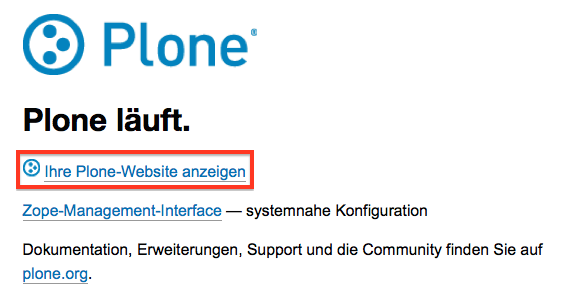 Plone®
Plone läuft.
Ihre Plone-Website anzeigen
Zope-Management-Interface — systemnahe Konfiguration
Dokumentation, Erweiterungen, Support und die Community finden Sie auf
plone.org.